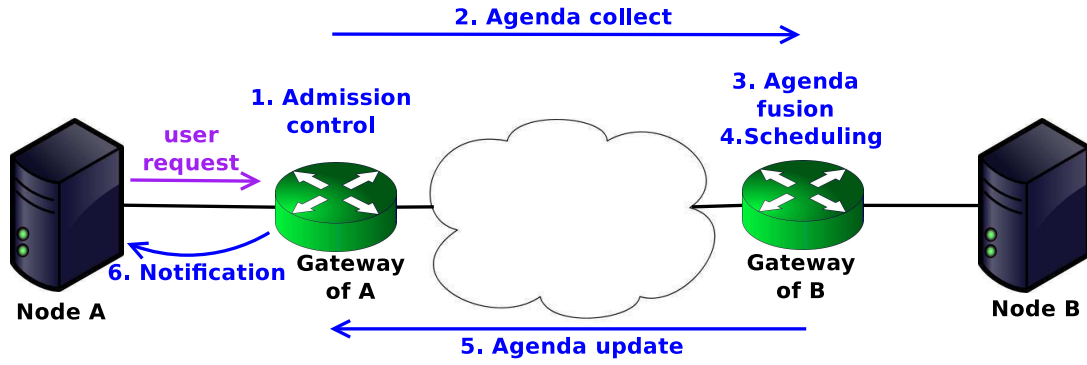 2. Agenda collect
1. Admission
control
3. Agenda
fusion
4.Scheduling
user
request
6. Notification
Gateway
of A
Gateway
of B
Node A
Node B
5. Agenda update